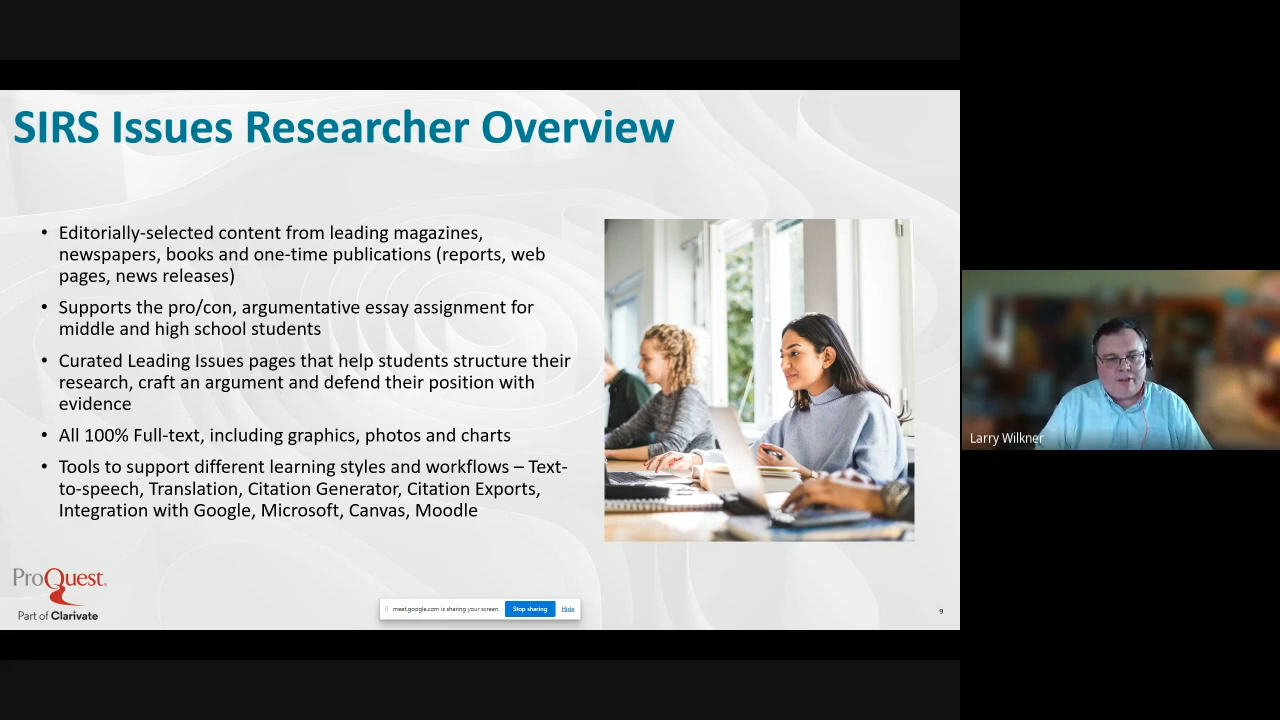 SIRS Issues Researcher Overview
• Editorially-selected content from leading magazines,
newspapers, books and one-time publications (reports, web
pages, news releases)
• Supports the pro/con, argumentative essay assignment for
middle and high school students
• Curated Leading Issues pages that help students structure their
research, craft an argument and defend their position with
evidence
• All 100% Full-text, including graphics, photos and charts
• Tools to support different learning styles and workflows – Text-
to-speech, Translation, Citation Generator, Citation Exports,
Integration with Google, Microsoft, Canvas, Moodle
ProQuest.
Part of Clarivate
meet.google.com is sharing your screen.
Stop sharing
Hide
9
Larry Wilkner